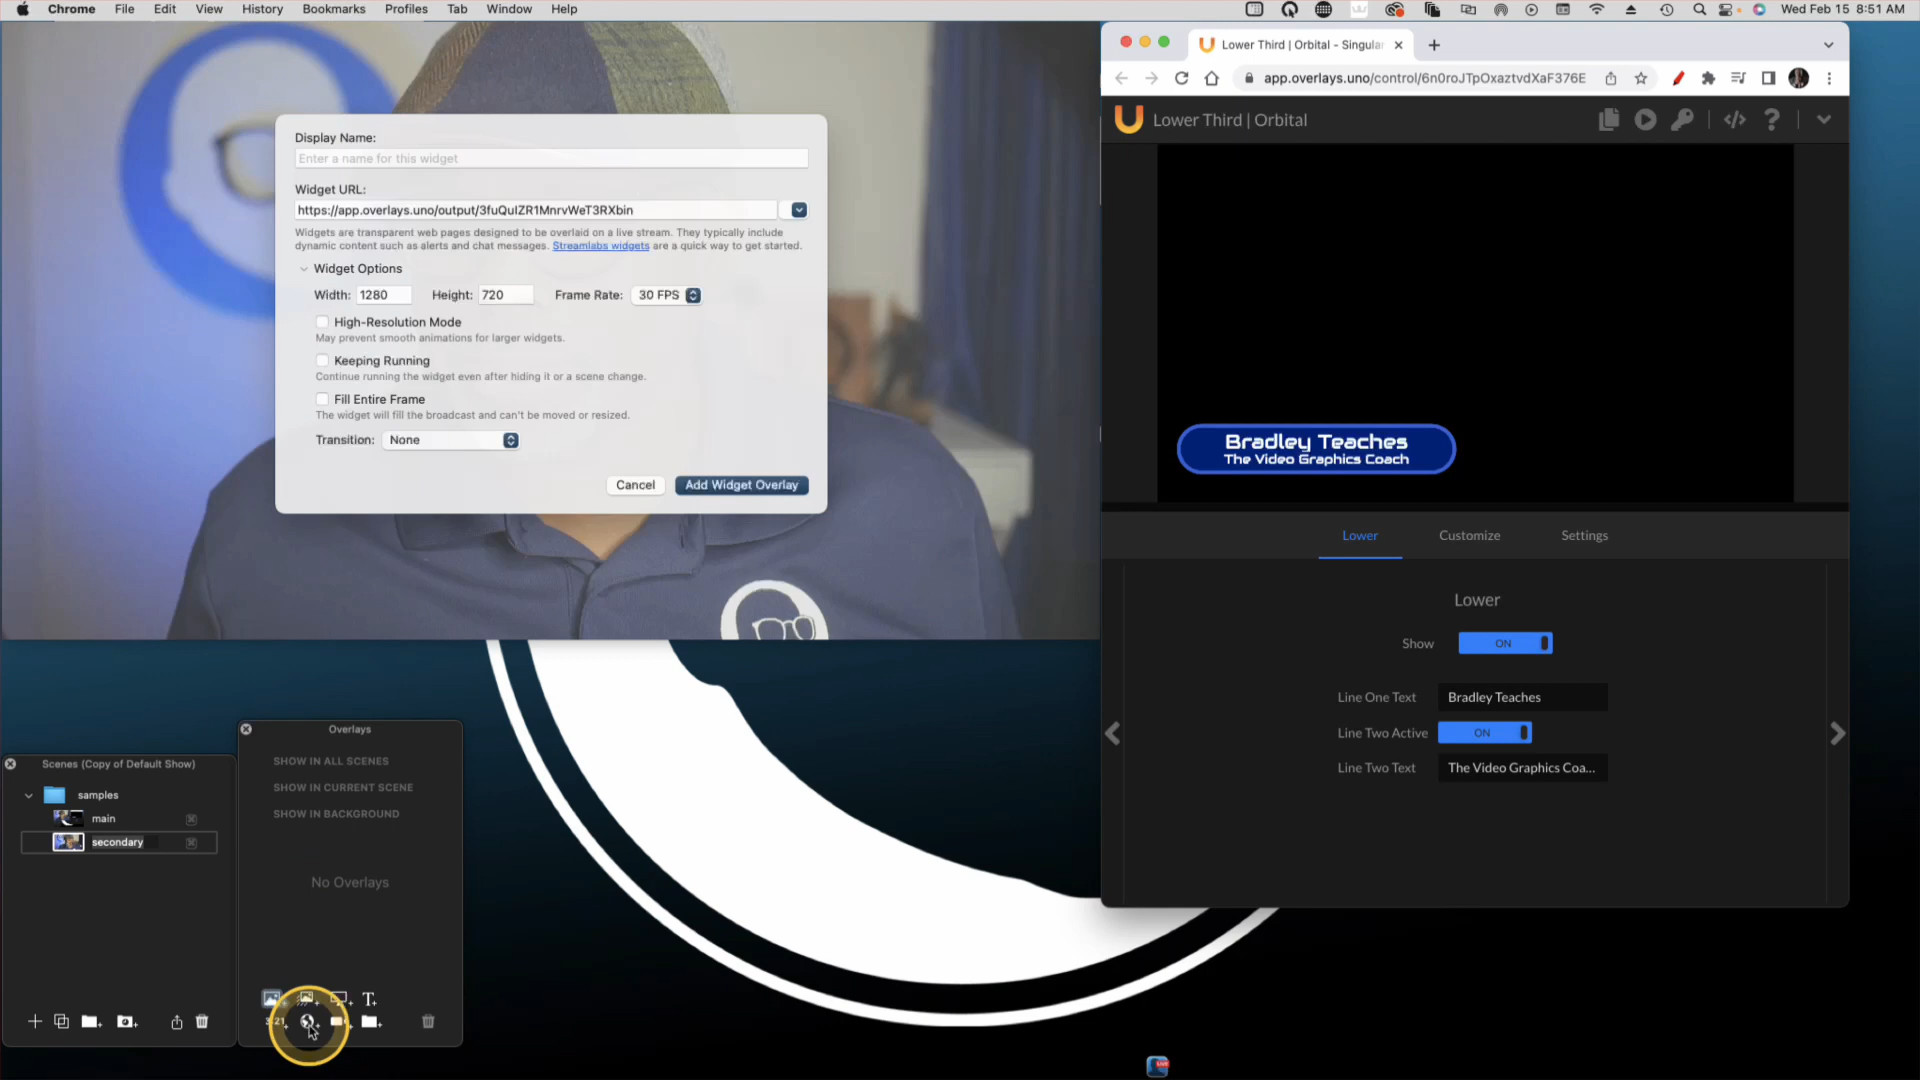 Chrome File Edit View History Bookmarks Profiles Tab Window Help
Wed Feb 15 8:51 AM
Display Name:
Enter a name for this widget
Widget URL:
https://app.overlays.uno/output/3fuQuIZR1MnrvWeT3RXbin
Widgets are transparent web pages designed to be overlaid on a live stream. They typically include
dynamic content such as alerts and chat messages. Streamlabs widgets are a quick way to get started.
Widget Options
Width: 1280 Height: 720 Frame Rate: 30 FPS
High-Resolution Mode
May prevent smooth animations for larger widgets.
Keeping Running
Continue running the widget even after hiding it or a scene change.
Fill Entire Frame
The widget will fill the broadcast and can't be moved or resized.
Transition: None
Cancel Add Widget Overlay
Lower Third | Orbital - Singula
app.overlays.uno/control/6n0roJTpOxaztvdXaF376E
Lower Third | Orbital
Bradley Teaches
The Video Graphics Coach
Lower Customize Settings
Lower
Show ON
Line One Text Bradley Teaches
Line Two Active ON
Line Two Text The Video Graphics Coa...
Scenes (Copy of Default Show)
samples
main
secondary
Overlays
SHOW IN ALL SCENES
SHOW IN CURRENT SCENE
SHOW IN BACKGROUND
No Overlays